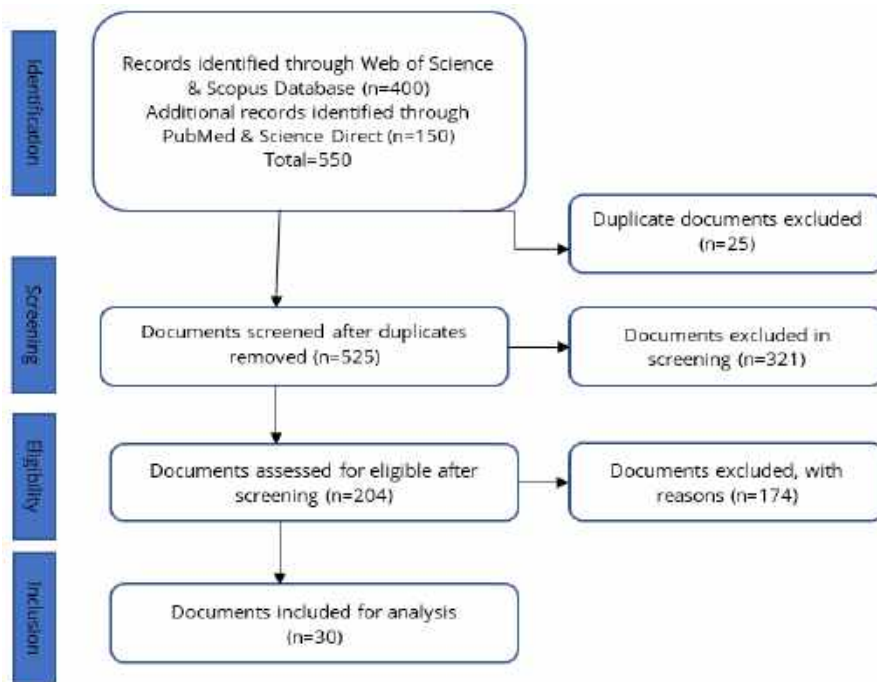 Identification
Records identified through Web of Science
& Scopus Database (n=400)
Additional records identified through
PubMed & Science Direct (n=150)
Total=550
Duplicate documents excluded
(n=25)
Screening
Documents screened after duplicates
removed (n=525)
Documents excluded in
screening (n=321)
Eligibility
Documents assessed for eligible after
screening (n=204)
Documents excluded, with
reasons (n=174)
Inclusion
Documents included for analysis
(n=30)